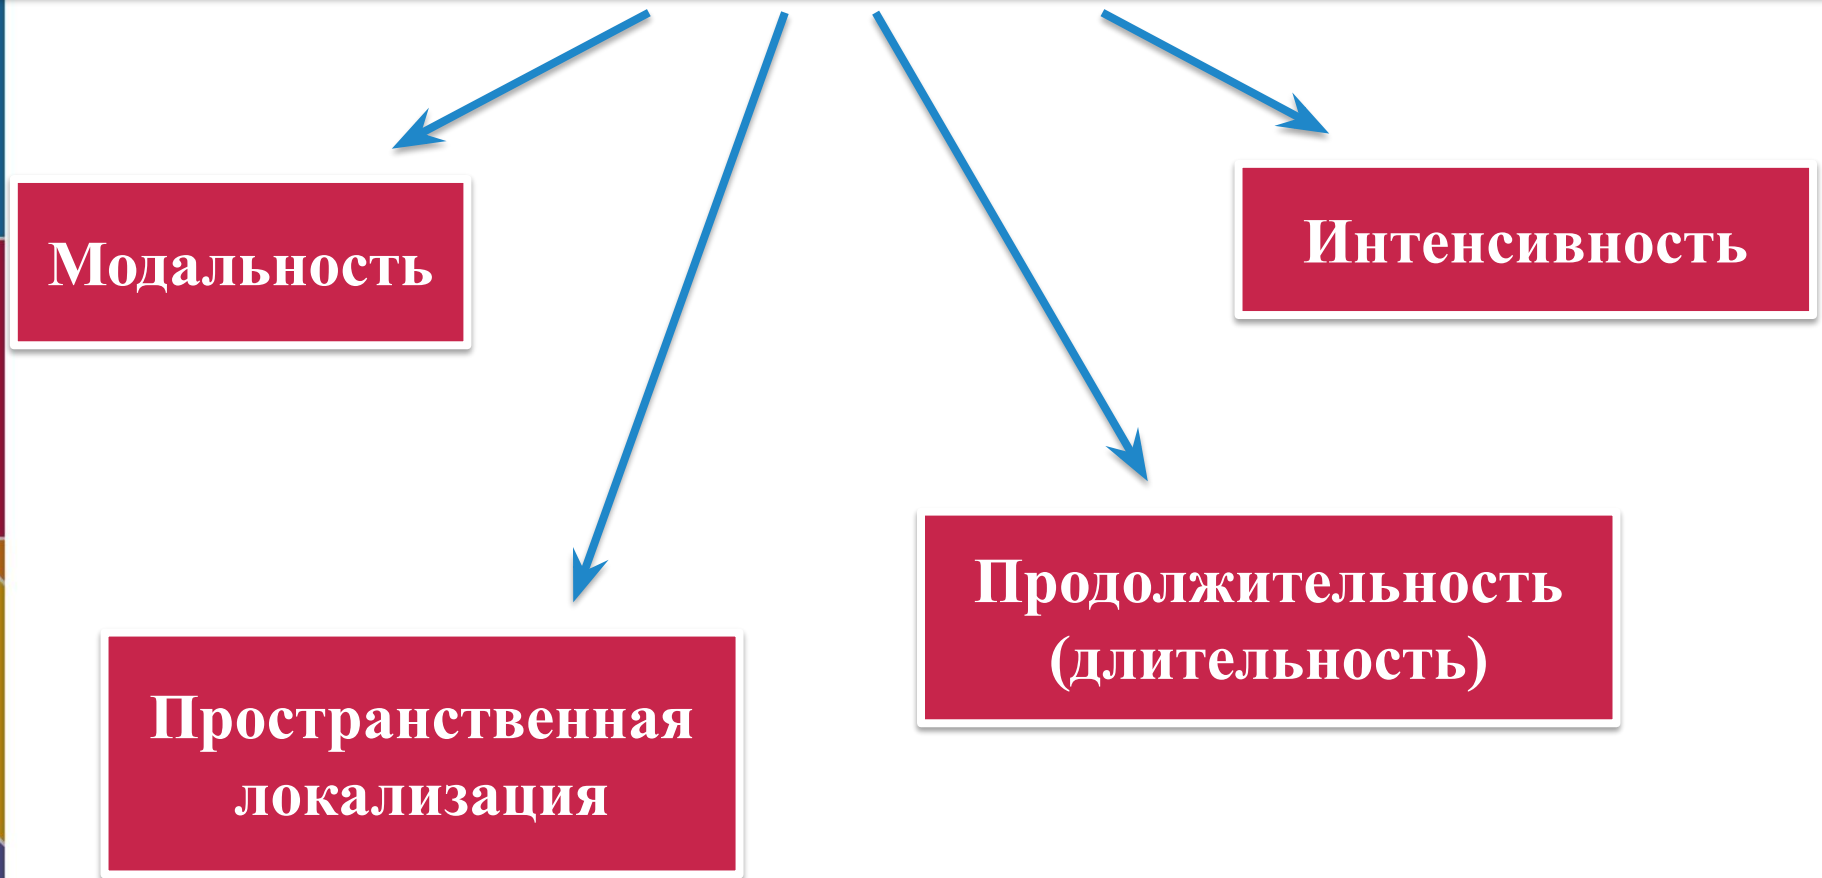 Модальность
Интенсивность
Пространственная
локализация
Продолжительность
(длительность)